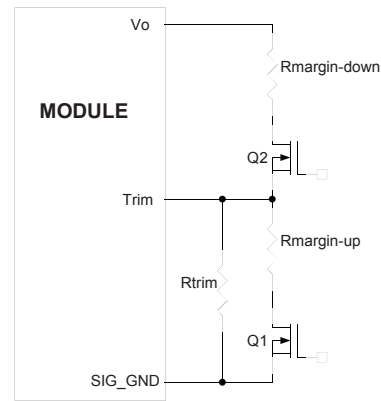 Vo
Rmargin-down
MODULE
Q2
Trim
Rmargin-up
Rtrim
Q1
SIG_GND